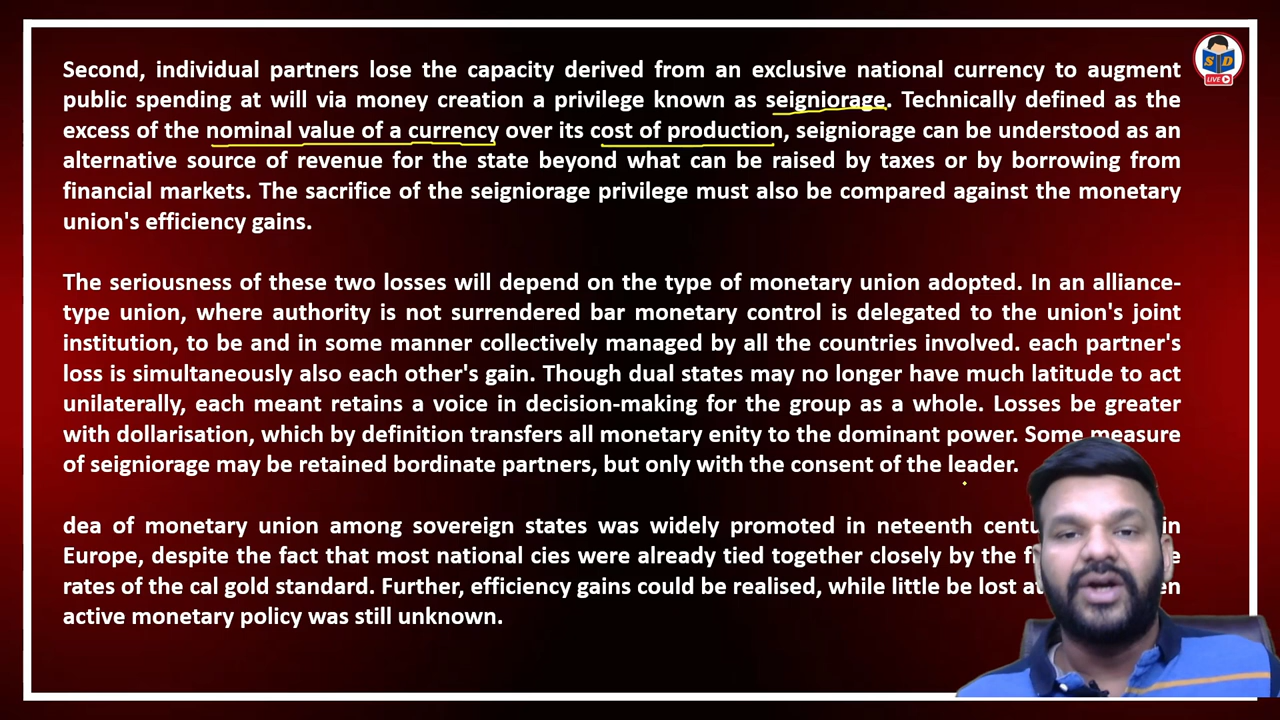 S D
LIVE
Second, individual partners lose the capacity derived from an exclusive national currency to augment
public spending at will via money creation a privilege known as seigniorage. Technically defined as the
excess of the nominal value of a currency over its cost of production, seigniorage can be understood as an
alternative source of revenue for the state beyond what can be raised by taxes or by borrowing from
financial markets. The sacrifice of the seigniorage privilege must also be compared against the monetary
union's efficiency gains.
The seriousness of these two losses will depend on the type of monetary union adopted. In an alliance-
type union, where authority is not surrendered bar monetary control is delegated to the union's joint
institution, to be and in some manner collectively managed by all the countries involved. each partner's
loss is simultaneously also each other's gain. Though dual states may no longer have much latitude to act
unilaterally, each meant retains a voice in decision-making for the group as a whole. Losses be greater
with dollarisation, which by definition transfers all monetary enity to the dominant power. Some measure
of seigniorage may be retained bordinate partners, but only with the consent of the leader.
dea of monetary union among sovereign states was widely promoted in neteenth in
Europe, despite the fact that most national cies were already tied together closely by the
rates of the cal gold standard. Further, efficiency gains could be realised, while little be lost
active monetary policy was still unknown.